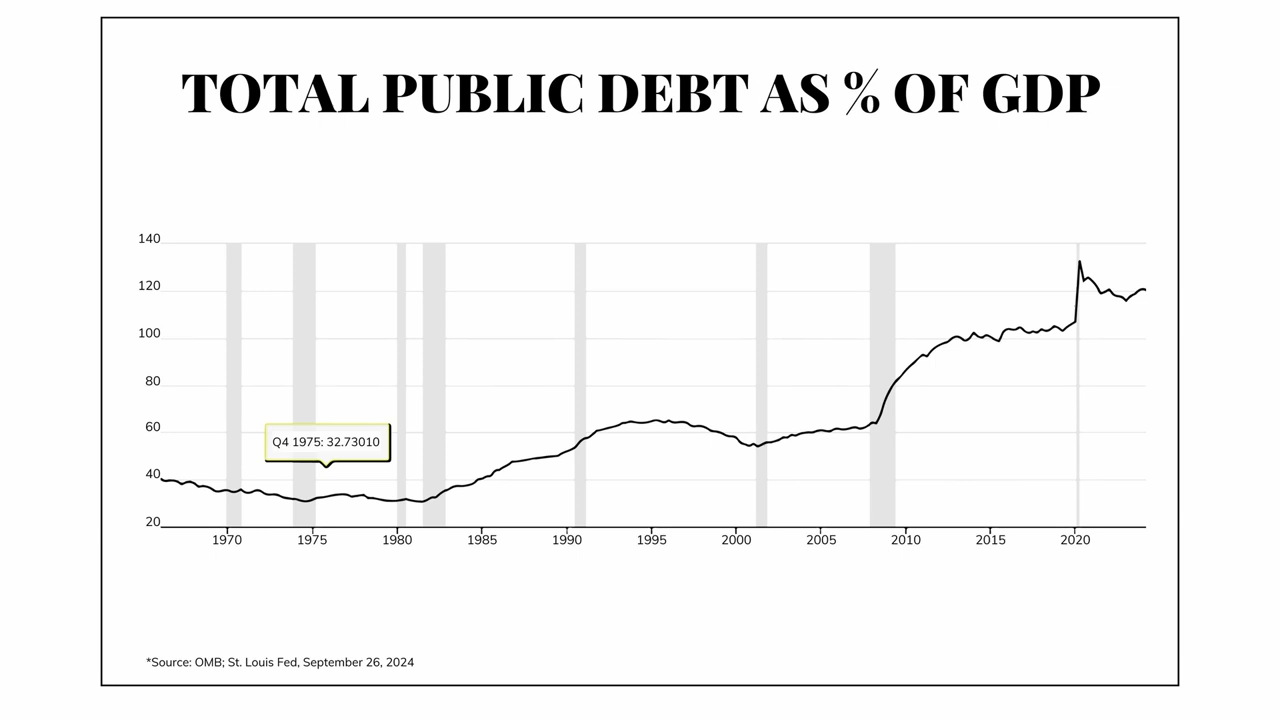 TOTAL PUBLIC DEBT AS % OF GDP
140
120
100
80
60
Q4 1975: 32.73010
40
20
1970 1975 1980 1985 1990 1995 2000 2005 2010 2015 2020
*Source: OMB; St. Louis Fed, September 26, 2024